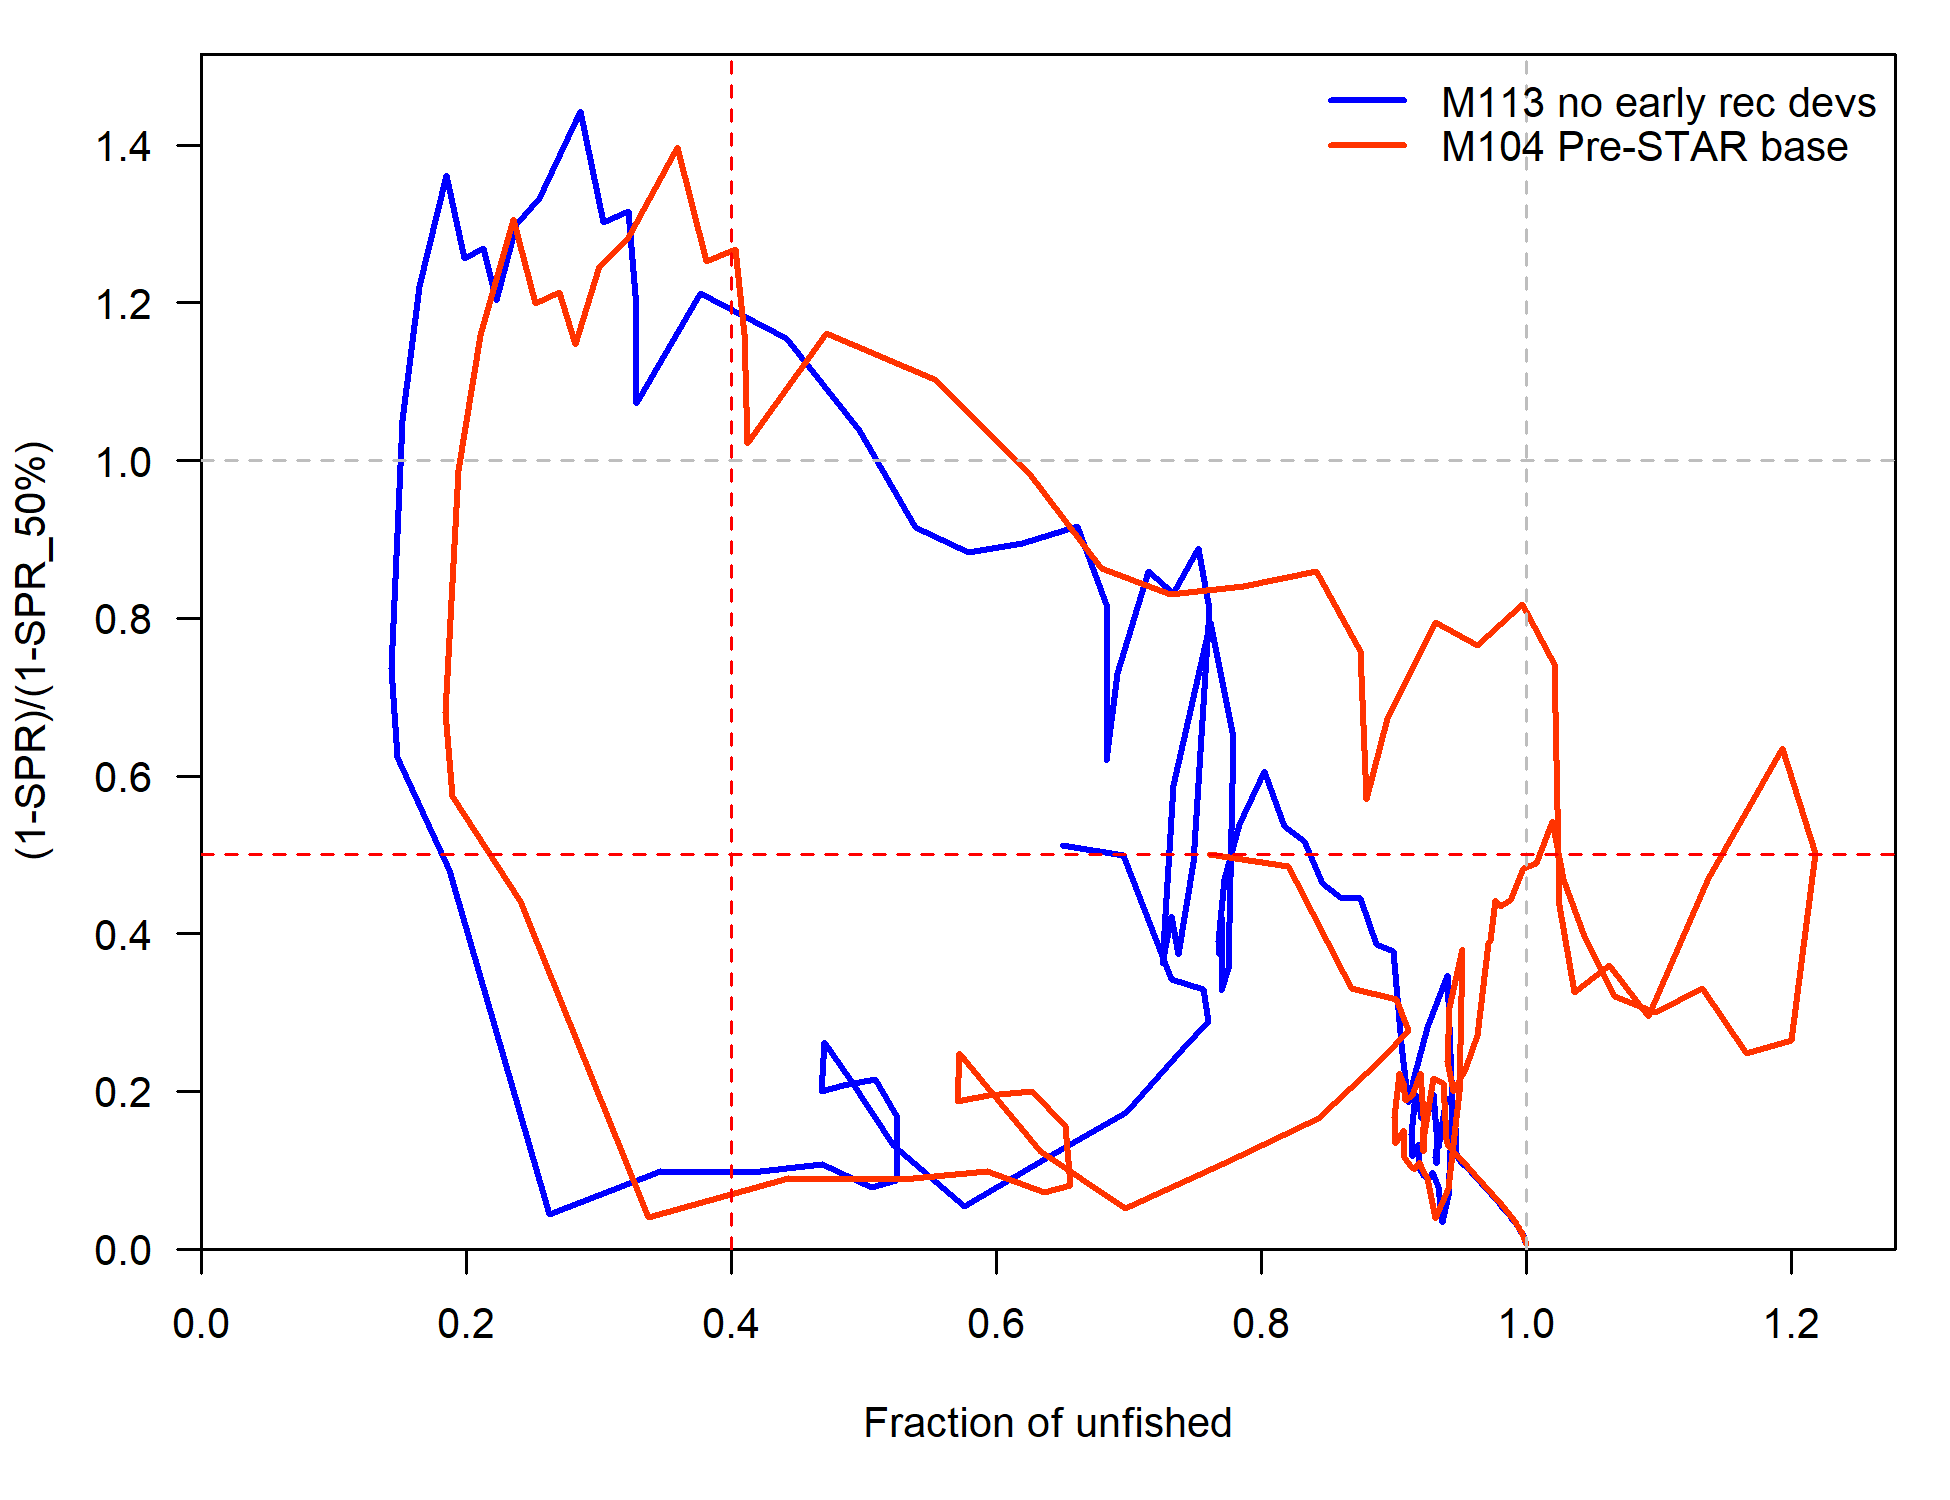 M113 no early rec devs
M104 Pre-STAR base
(1-SPR)/(1-SPR_50%)
1.4
1.2
1.0
0.8
0.6
0.4
0.2
0.0
0.0 0.2 0.4 0.6 0.8 1.0 1.2
Fraction of unfished